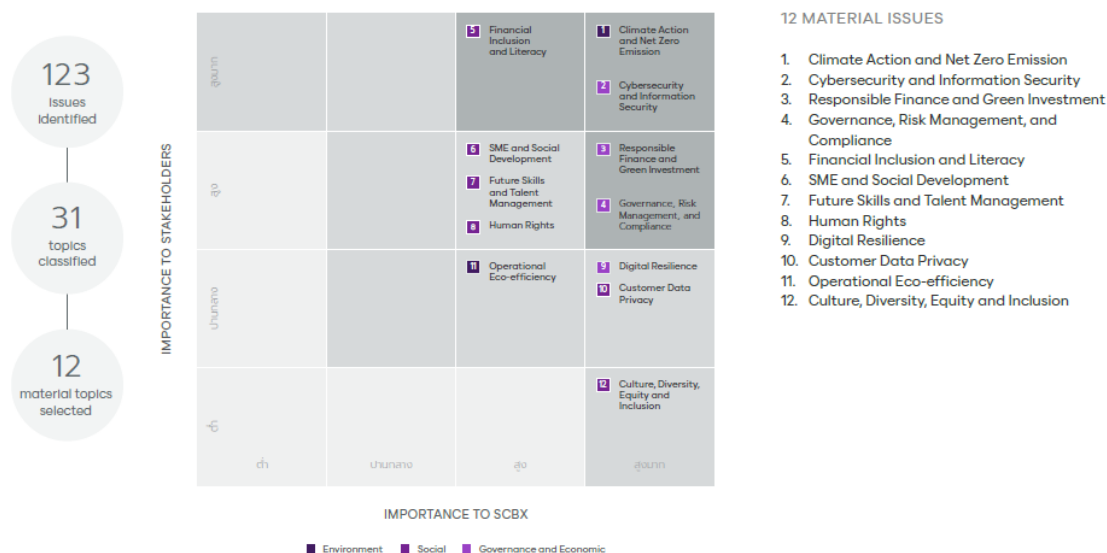 123
issues
identified
31
topics
classified
12
material topics
selected
IMPORTANCE TO STAKEHOLDERS
สูงมาก
สูง
ปานกลาง
ต่ำ
5 Financial
Inclusion
and Literacy
1 Climate Action
and Net Zero
Emission
2 Cybersecurity
and Information
Security
6 SME and Social
Development
7 Future Skills
and Talent
Management
8 Human Rights
3 Responsible
Finance and
Green Investment
4 Governance, Risk
Management, and
Compliance
11 Operational
Eco-efficiency
9 Digital Resilience
10 Customer Data
Privacy
12 Culture, Diversity,
Equity and
Inclusion
ต่ำ
ปานกลาง
สูง
สูงมาก
IMPORTANCE TO SCBX
Environment
Social
Governance and Economic
12 MATERIAL ISSUES
1. Climate Action and Net Zero Emission
2. Cybersecurity and Information Security
3. Responsible Finance and Green Investment
4. Governance, Risk Management, and
Compliance
5. Financial Inclusion and Literacy
6. SME and Social Development
7. Future Skills and Talent Management
8. Human Rights
9. Digital Resilience
10. Customer Data Privacy
11. Operational Eco-efficiency
12. Culture, Diversity, Equity and Inclusion